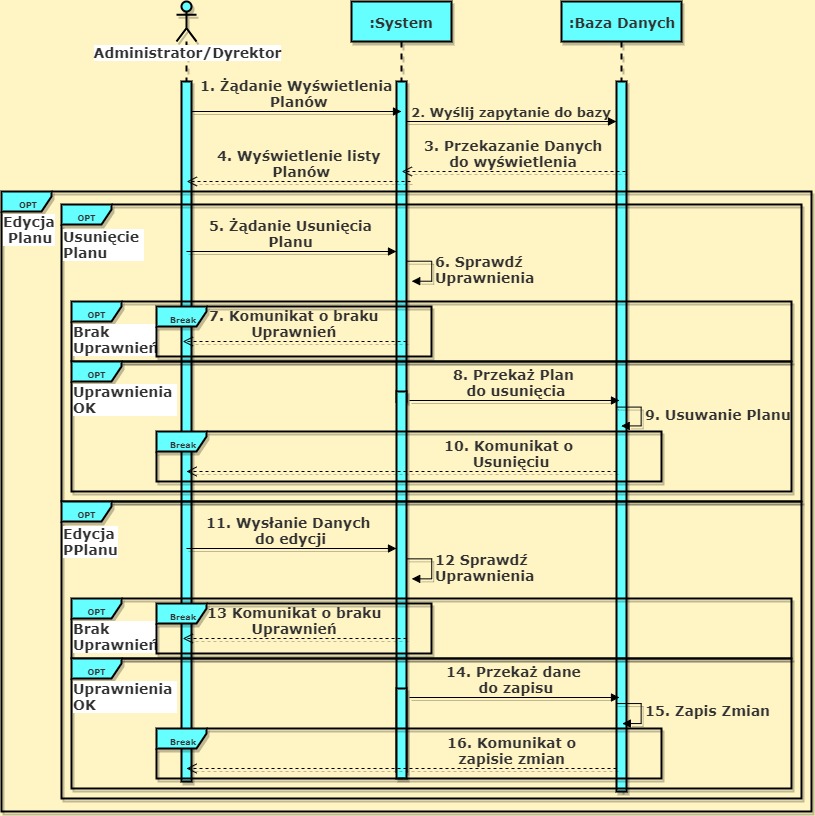 :System
:Baza Danych
Administrator/Dyrektor
1. Żądanie Wyświetlenia
Planów
2. Wyślij zapytanie do bazy
3. Przekazanie Danych
do wyświetlenia
4. Wyświetlenie listy
Planów
OPT
Edycja
Planu
OPT
Usunięcie
Planu
5. Żądanie Usunięcia
Planu
6. Sprawdź
Uprawnienia
OPT
Brak
Uprawnień
Break
7. Komunikat o braku
Uprawnień
OPT
Uprawnienia
OK
8. Przekaż Plan
do usunięcia
9. Usuwanie Planu
Break
10. Komunikat o
Usunięciu
OPT
Edycja
PPlanu
11. Wysłanie Danych
do edycji
12 Sprawdź
Uprawnienia
OPT
Brak
Uprawnień
Break
13 Komunikat o braku
Uprawnień
OPT
Uprawnienia
OK
14. Przekaż dane
do zapisu
15. Zapis Zmian
Break
16. Komunikat o
zapisie zmian